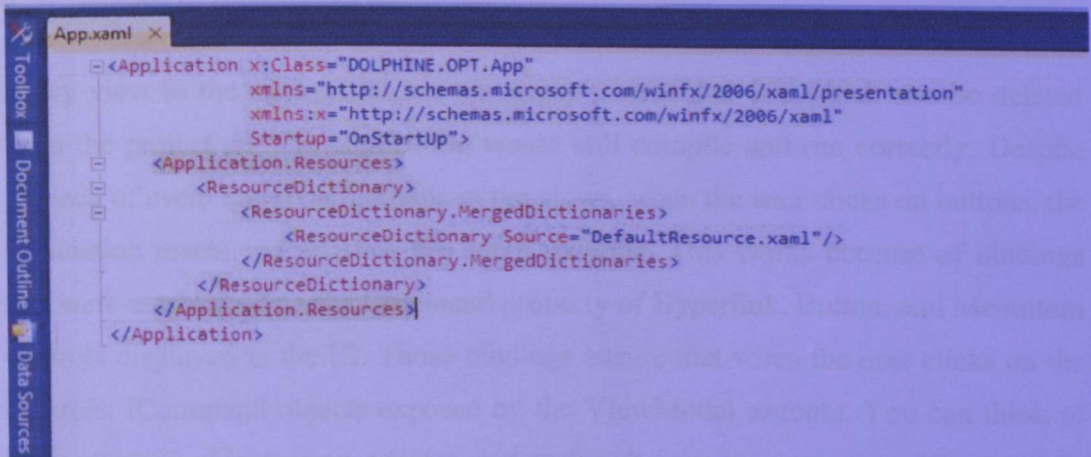 App.xaml
Toolbox
Document Outline
Data Sources
<Application x:Class="DOLPHINE.OPT.App"
xmlns="http://schemas.microsoft.com/winfx/2006/xaml/presentation"
xmlns:x="http://schemas.microsoft.com/winfx/2006/xaml"
Startup="OnStartUp">
<Application.Resources>
<ResourceDictionary>
<ResourceDictionary.MergedDictionaries>
<ResourceDictionary Source="DefaultResource.xaml"/>
</ResourceDictionary.MergedDictionaries>
</ResourceDictionary>
</Application.Resources>
</Application>